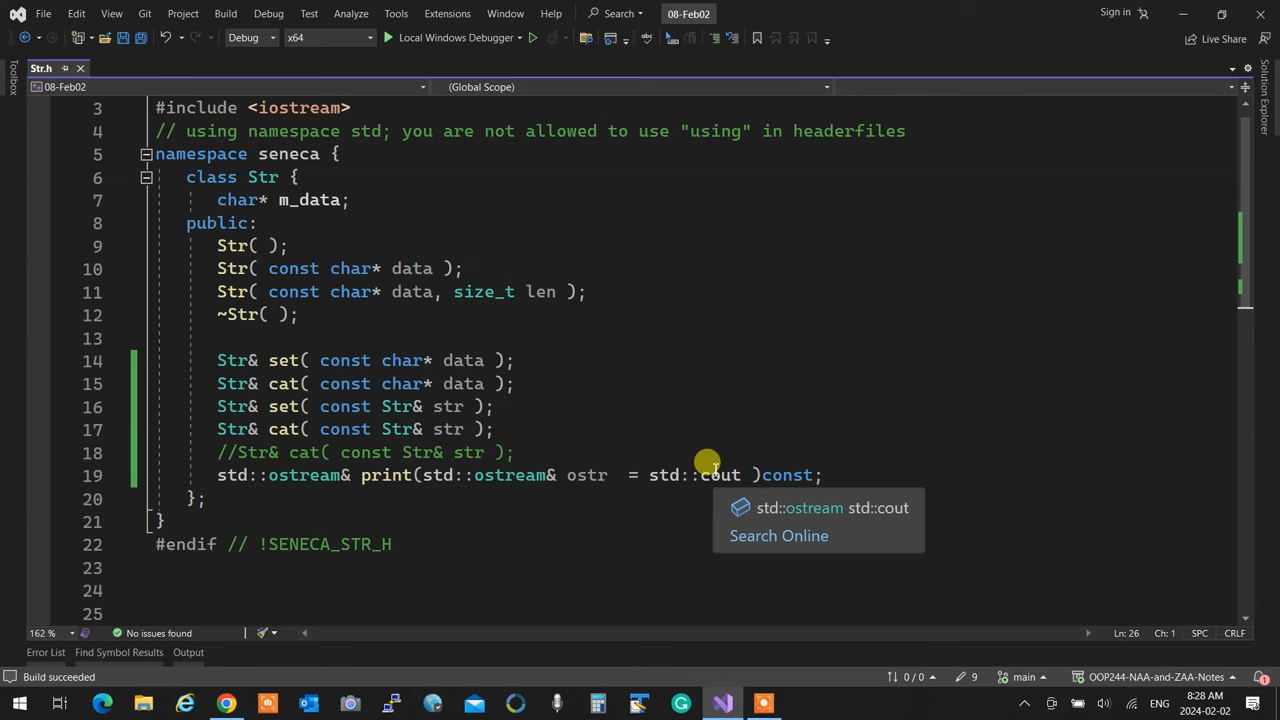 File Edit View Git Project Build Debug Test Analyze Tools Extensions Window Help Search 08-Feb02 Sign in
Debug x64 Local Windows Debugger Live Share
Toolbox
Str.h
08-Feb02 (Global Scope)
3 #include <iostream>
4 // using namespace std; you are not allowed to use "using" in headerfiles
5 namespace seneca {
6 class Str {
7 char* m_data;
8 public:
9 Str( );
10 Str( const char* data );
11 Str( const char* data, size_t len );
12 ~Str( );
13
14 Str& set( const char* data );
15 Str& cat( const char* data );
16 Str& set( const Str& str );
17 Str& cat( const Str& str );
18 //Str& cat( const Str& str );
19 std::ostream& print(std::ostream& ostr = std::cout )const;
20 };
std::ostream std::cout
21 }
Search Online
22 #endif // !SENECA_STR_H
23
24
25
Solution Explorer
162 % No issues found Ln: 26 Ch: 1 SPC CRLF
Error List Find Symbol Results Output
Build succeeded 0 / 0 9 main OOP244-NAA-and-ZAA-Notes 1
ENG 8:28 AM
2024-02-02